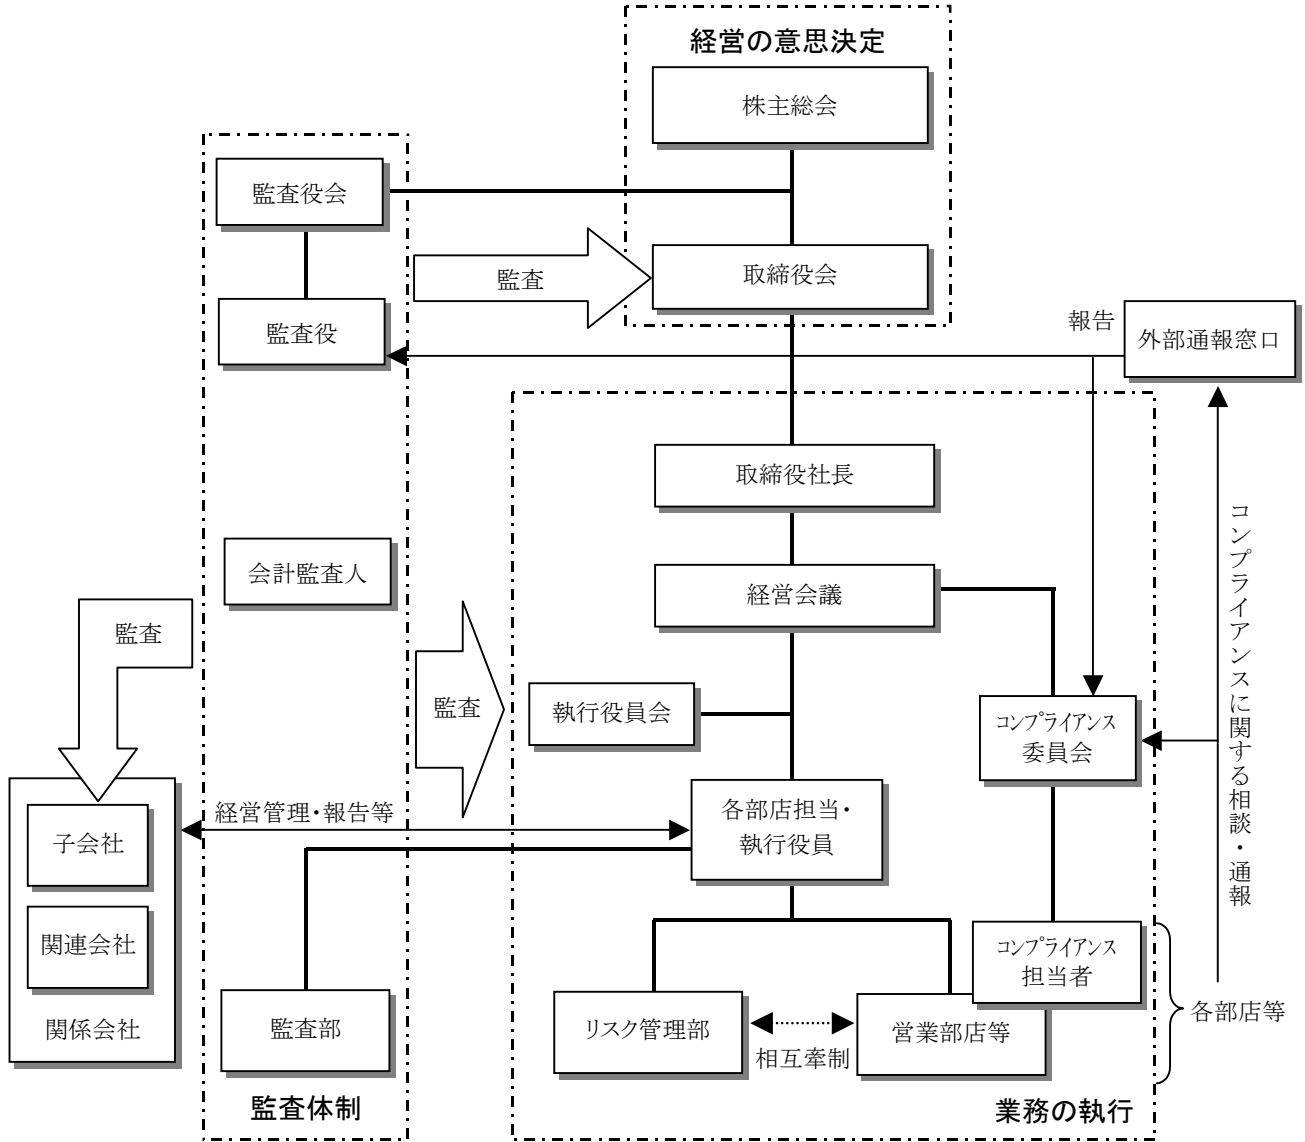 経営の意思決定
株主総会
監査役会
監査
取締役会
監査役
報告
外部通報窓口
取締役社長
会計監査人
経営会議
監査
監査
執行役員会
コンプライアンス
委員会
コンプライアンスに関する相談・通報
経営管理・報告等
各部店担当・
執行役員
子会社
関連会社
関係会社
コンプライアンス
担当者
監査部
リスク管理部
相互牽制
営業部店等
各部店等
監査体制
業務の執行